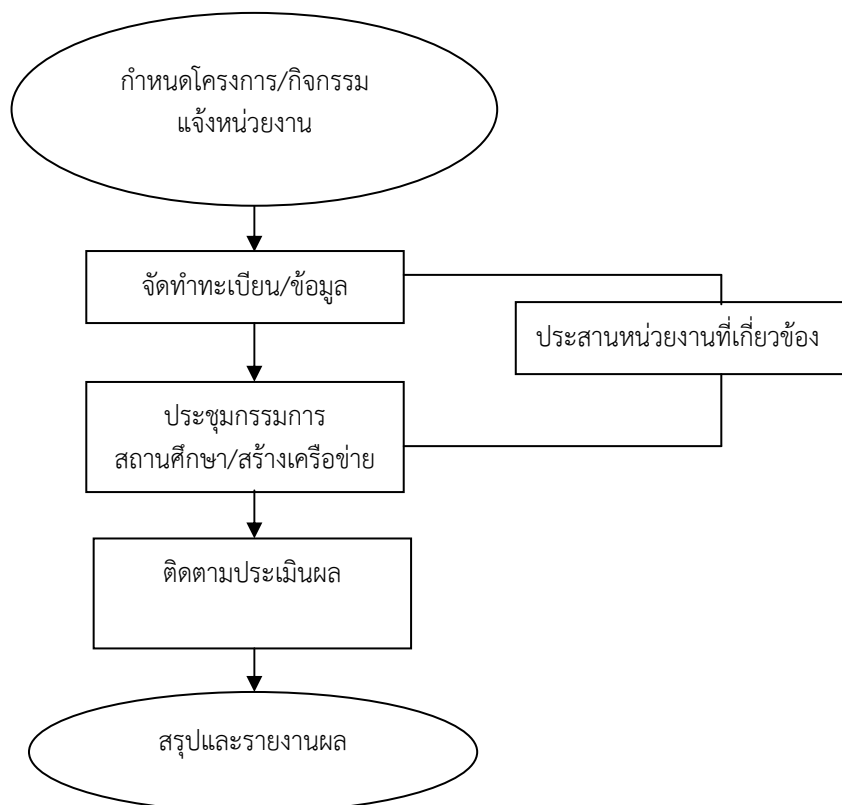 กำหนดโครงการ/กิจกรรม
แจ้งหน่วยงาน
จัดทำทะเบียน/ข้อมูล
ประสานหน่วยงานที่เกี่ยวข้อง
ประชุมกรรมการ
สถานศึกษา/สร้างเครือข่าย
ติดตามประเมินผล
สรุปและรายงานผล